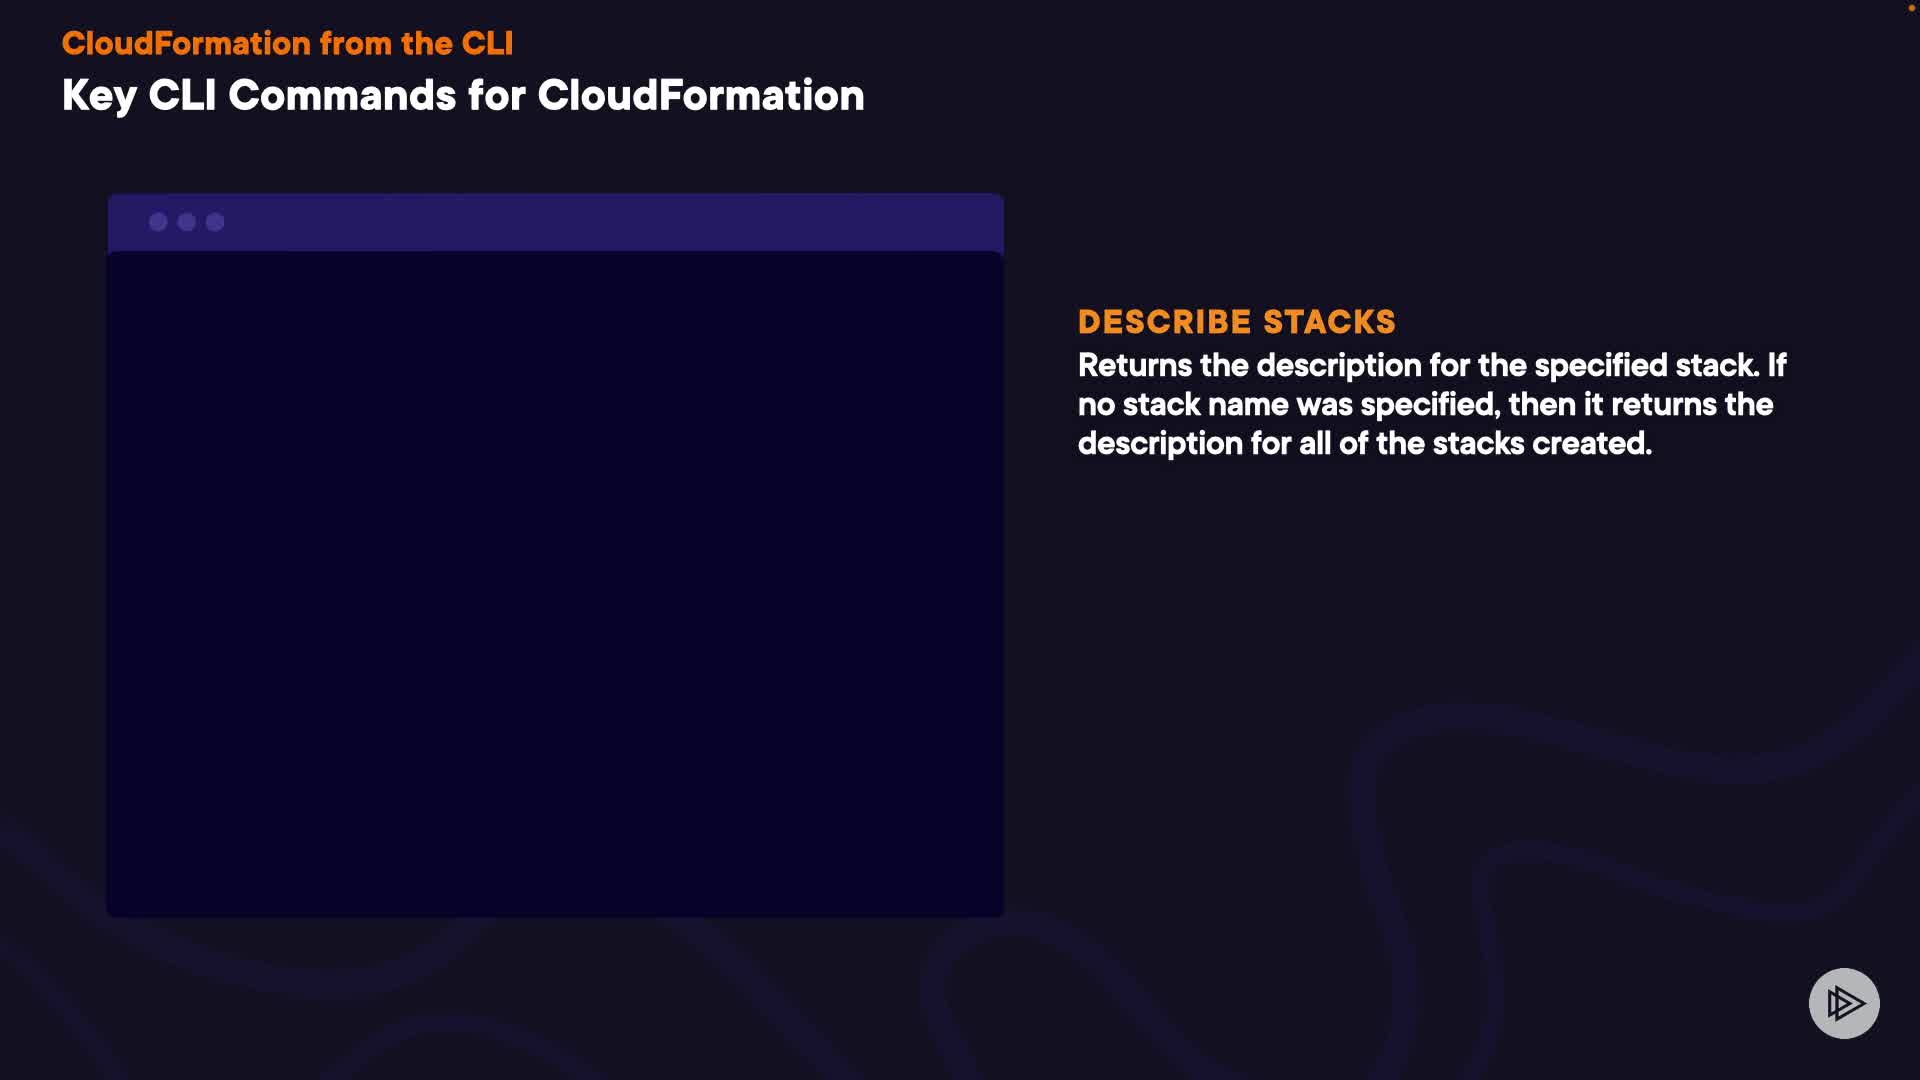 CloudFormation from the CLI
Key CLI Commands for CloudFormation
DESCRIBE STACKS
Returns the description for the specified stack. If
no stack name was specified, then it returns the
description for all of the stacks created.